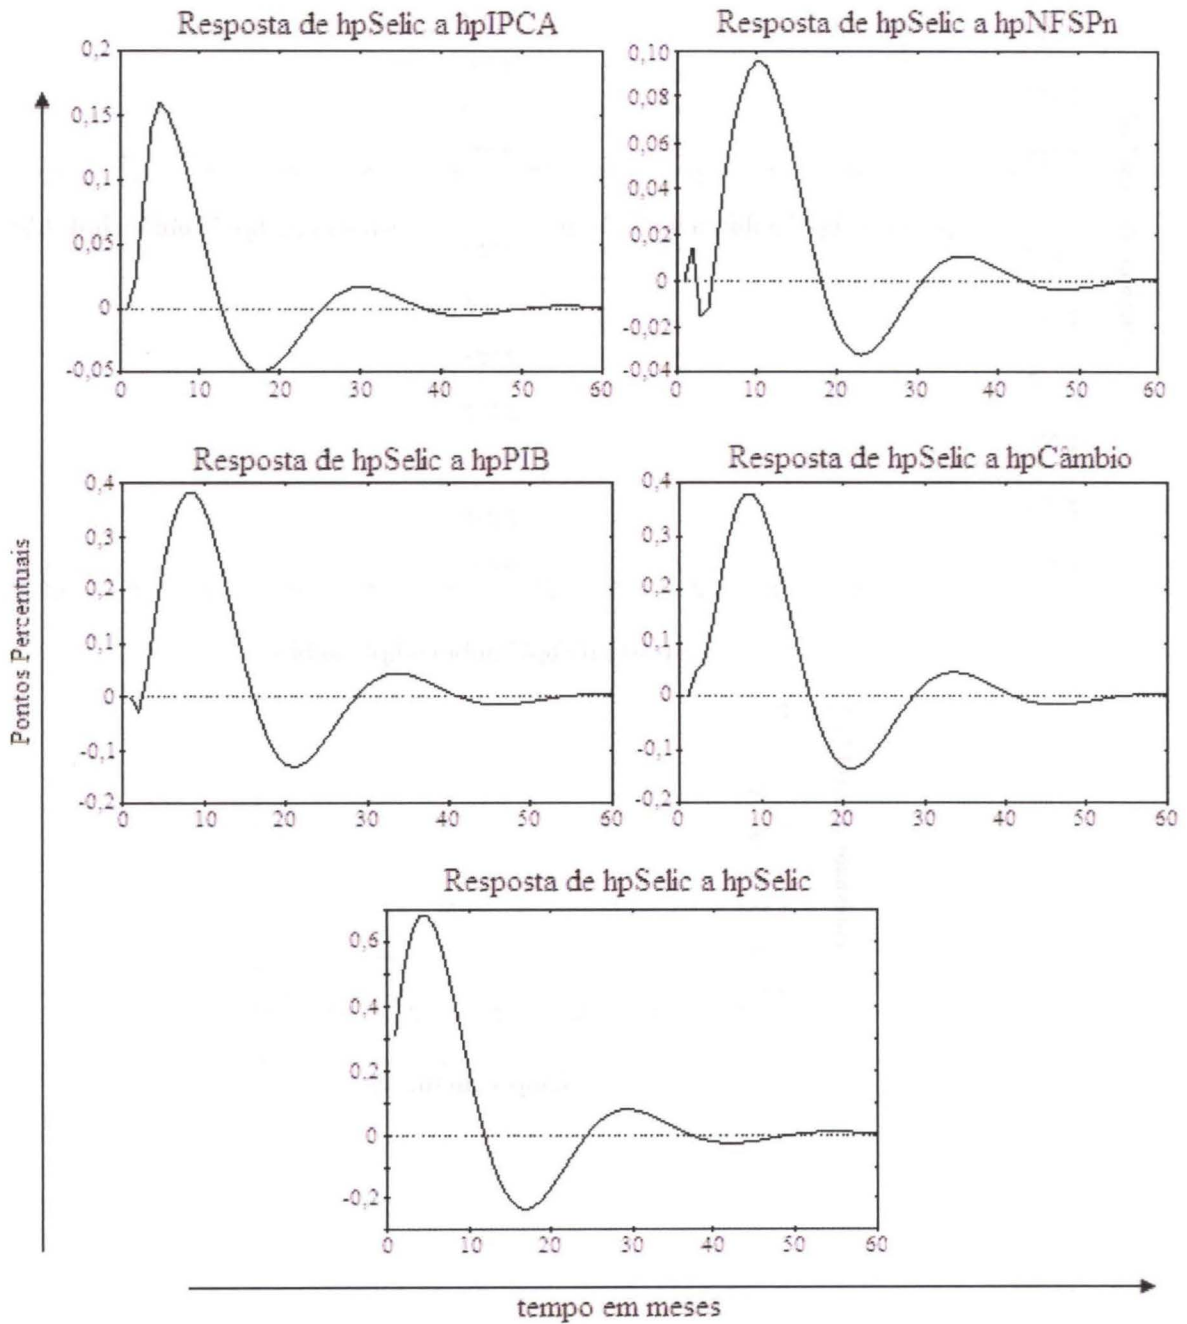 Resposta de hpSelic a hpIPCA
0,2
0,15
0,1
0,05
0
-0,05
0 10 20 30 40 50 60
Resposta de hpSelic a hpNFSPn
0,10
0,08
0,06
0,04
0,02
0
-0,02
-0,04
0 10 20 30 40 50 60
Pontos Percentuais
Resposta de hpSelic a hpPIB
0,4
0,3
0,2
0,1
0
-0,1
-0,2
0 10 20 30 40 50 60
Resposta de hpSelic a hpCâmbio
0,4
0,3
0,2
0,1
0
-0,1
-0,2
0 10 20 30 40 50 60
Resposta de hpSelic a hpSelic
0,6
0,4
0,2
0
-0,2
0 10 20 30 40 50 60
tempo em meses